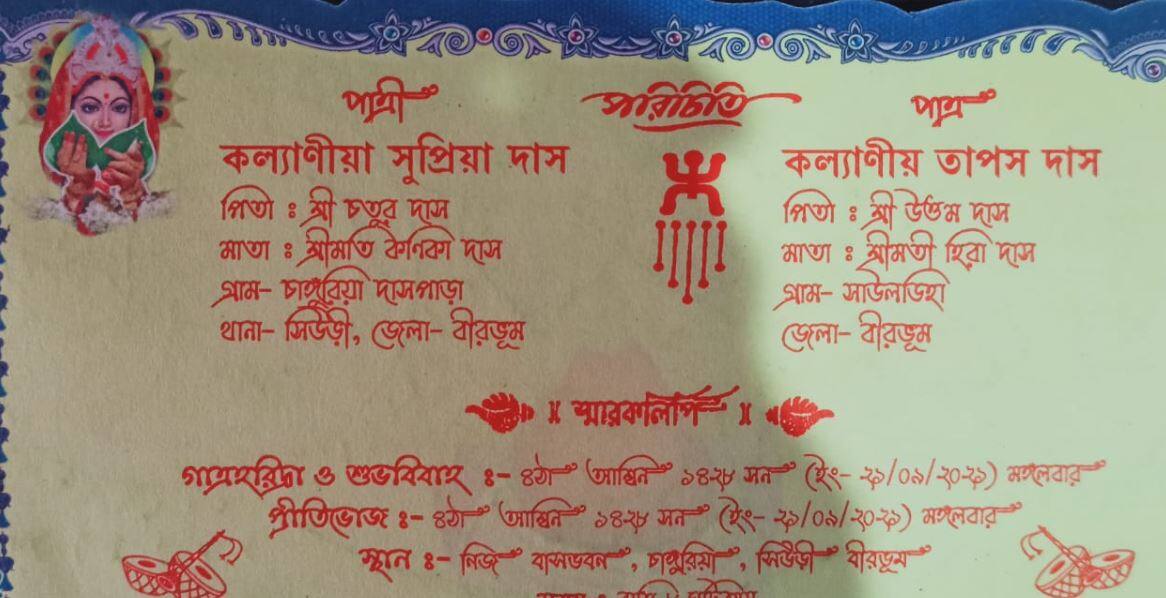 পাত্রী
পরিচিতি
পাত্র
কল্যাণীয়া সুপ্রিয়া দাস
পিতা : শ্রী চতুর দাস
মাতা : শ্রীমতি কণিকা দাস
গ্রাম- চাঙ্গুরিয়া দাসপাড়া
থানা- সিউড়ী, জেলা- বীরভূম
কল্যাণীয় তাপস দাস
পিতা : শ্রী উত্তম দাস
মাতা : শ্রীমতী হিরা দাস
গ্রাম- সাউলডিহা
জেলা- বীরভূম
স্মারকলিপি
গাত্রহরিদ্রা ও শুভবিবাহ :- ৪ঠা আশ্বিন ১৪২৮ সন (ইং- ২১/০৯/২০২১) মঙ্গলবার
প্রীতিভোজ :- ৪ঠা আশ্বিন ১৪২৮ সন (ইং- ২১/০৯/২০২১) মঙ্গলবার
স্থান :- নিজ বাসভবন, চাঙ্গুরিয়া, সিউড়ী বীরভূম